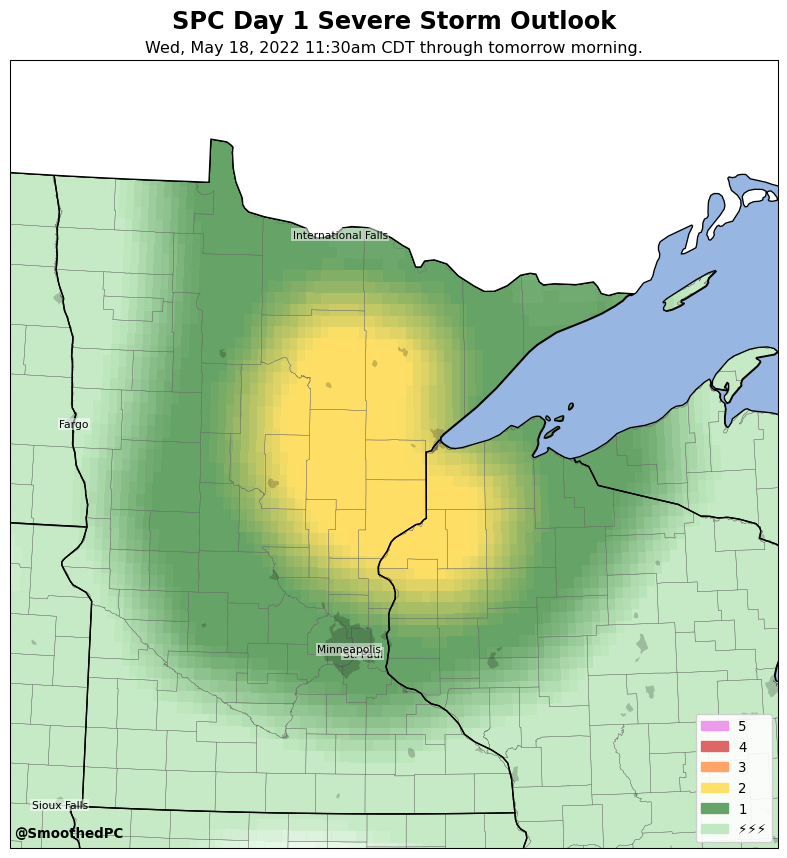 SPC Day 1 Severe Storm Outlook
Wed, May 18, 2022 11:30am CDT through tomorrow morning.
International Falls
Fargo
Minneapolis
St. Paul
Sioux Falls
@SmoothedPC
5
4
3
2
1
⚡⚡⚡